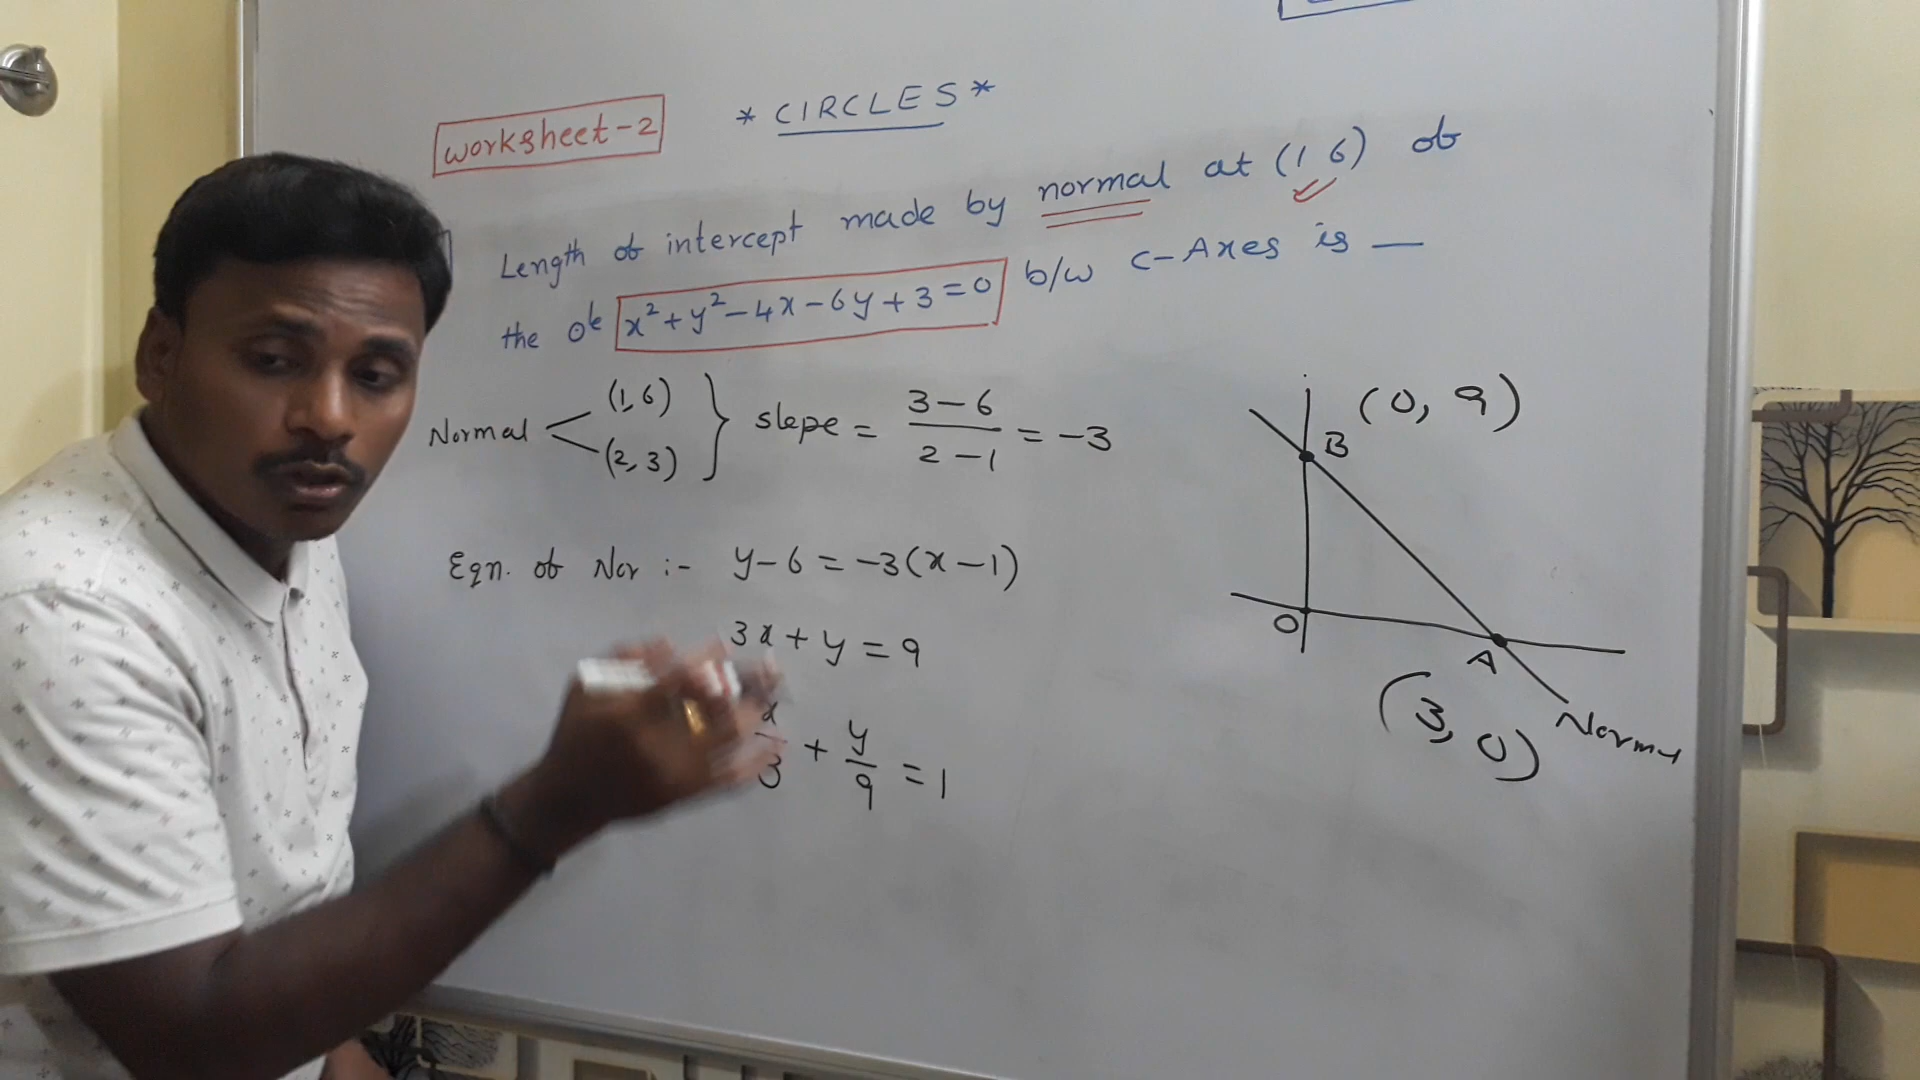 worksheet-2
* CIRCLES *
Length of intercept made by normal at (1 6) of
the ⊙le x²+y²-4x-6y+3=0 b/w C-Axes is —
Normal (1,6) (2,3) } slope = 3-6 / 2-1 = -3
Eqn. of Nor :- y-6=-3(x-1)
3x+y=9
x/3 + y/9 = 1
(0, 9)
B
O
A
(3, 0)
Normal